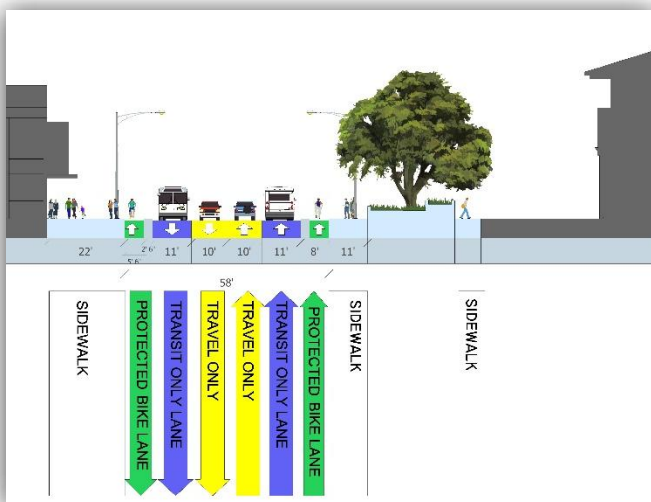 22'
5'6"
2'6"
11'
10'
10'
11'
8'
11'
58'
SIDEWALK
PROTECTED BIKE LANE
TRANSIT ONLY LANE
TRAVEL ONLY
TRAVEL ONLY
TRANSIT ONLY LANE
PROTECTED BIKE LANE
SIDEWALK
SIDEWALK